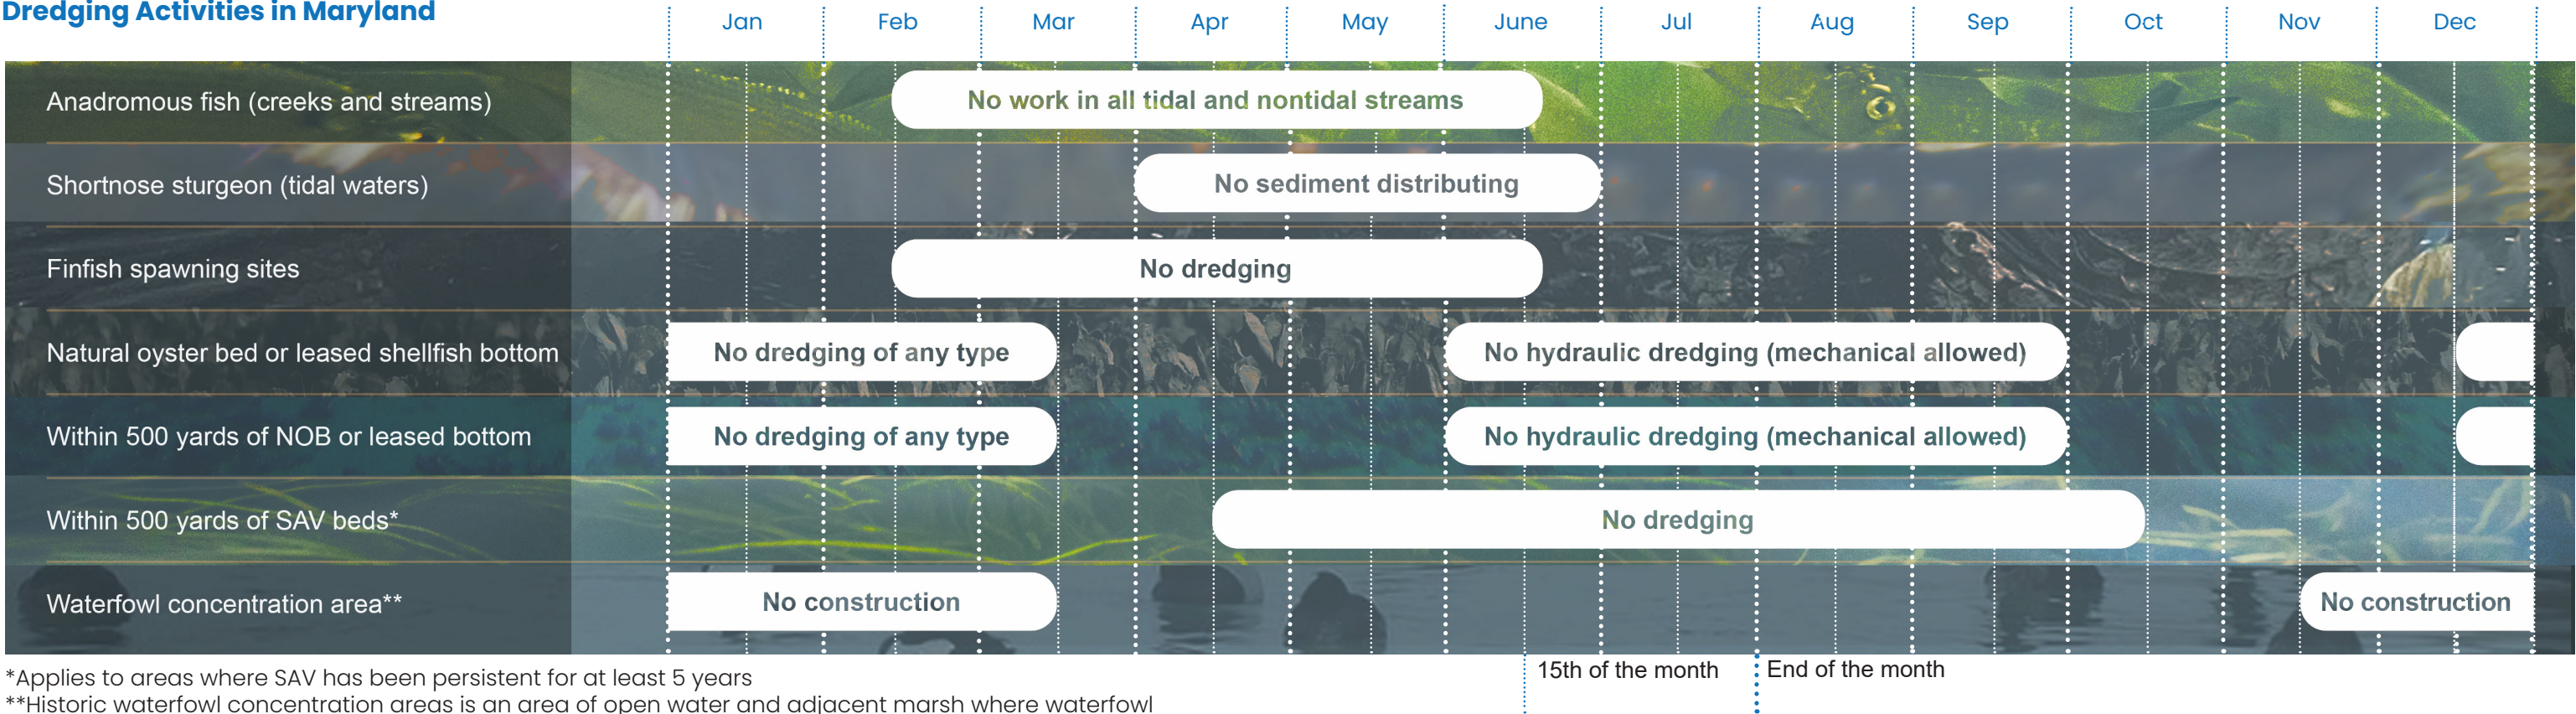 Dredging Activities in Maryland
Jan Feb Mar Apr May June Jul Aug Sep Oct Nov Dec
Anadromous fish (creeks and streams)
No work in all tidal and nontidal streams
Shortnose sturgeon (tidal waters)
No sediment distributing
Finfish spawning sites
No dredging
Natural oyster bed or leased shellfish bottom
No dredging of any type
No hydraulic dredging (mechanical allowed)
Within 500 yards of NOB or leased bottom
No dredging of any type
No hydraulic dredging (mechanical allowed)
Within 500 yards of SAV beds*
No dredging
Waterfowl concentration area**
No construction
No construction
15th of the month
End of the month
*Applies to areas where SAV has been persistent for at least 5 years
**Historic waterfowl concentration areas is an area of open water and adjacent marsh where waterfowl